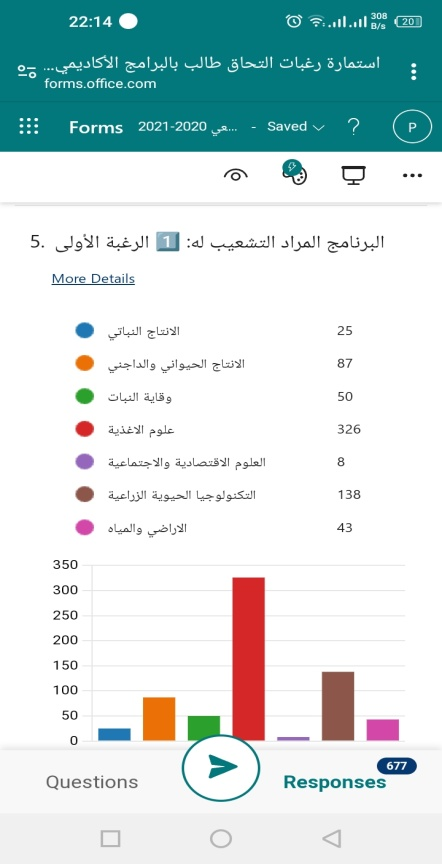 22:14
308 B/s
20
استمارة رغبات التحاق طالب بالبرامج الأكاديمي...
forms.office.com
Forms
...عي 2020-2021 - Saved
P
5. البرنامج المراد التشعيب له: 1 الرغبة الأولى
More Details
الانتاج النباتي 25
الانتاج الحيواني والداجني 87
وقاية النبات 50
علوم الاغذية 326
العلوم الاقتصادية والاجتماعية 8
التكنولوجيا الحيوية الزراعية 138
الاراضي والمياه 43
350
300
250
200
150
100
50
0
677
Questions
Responses